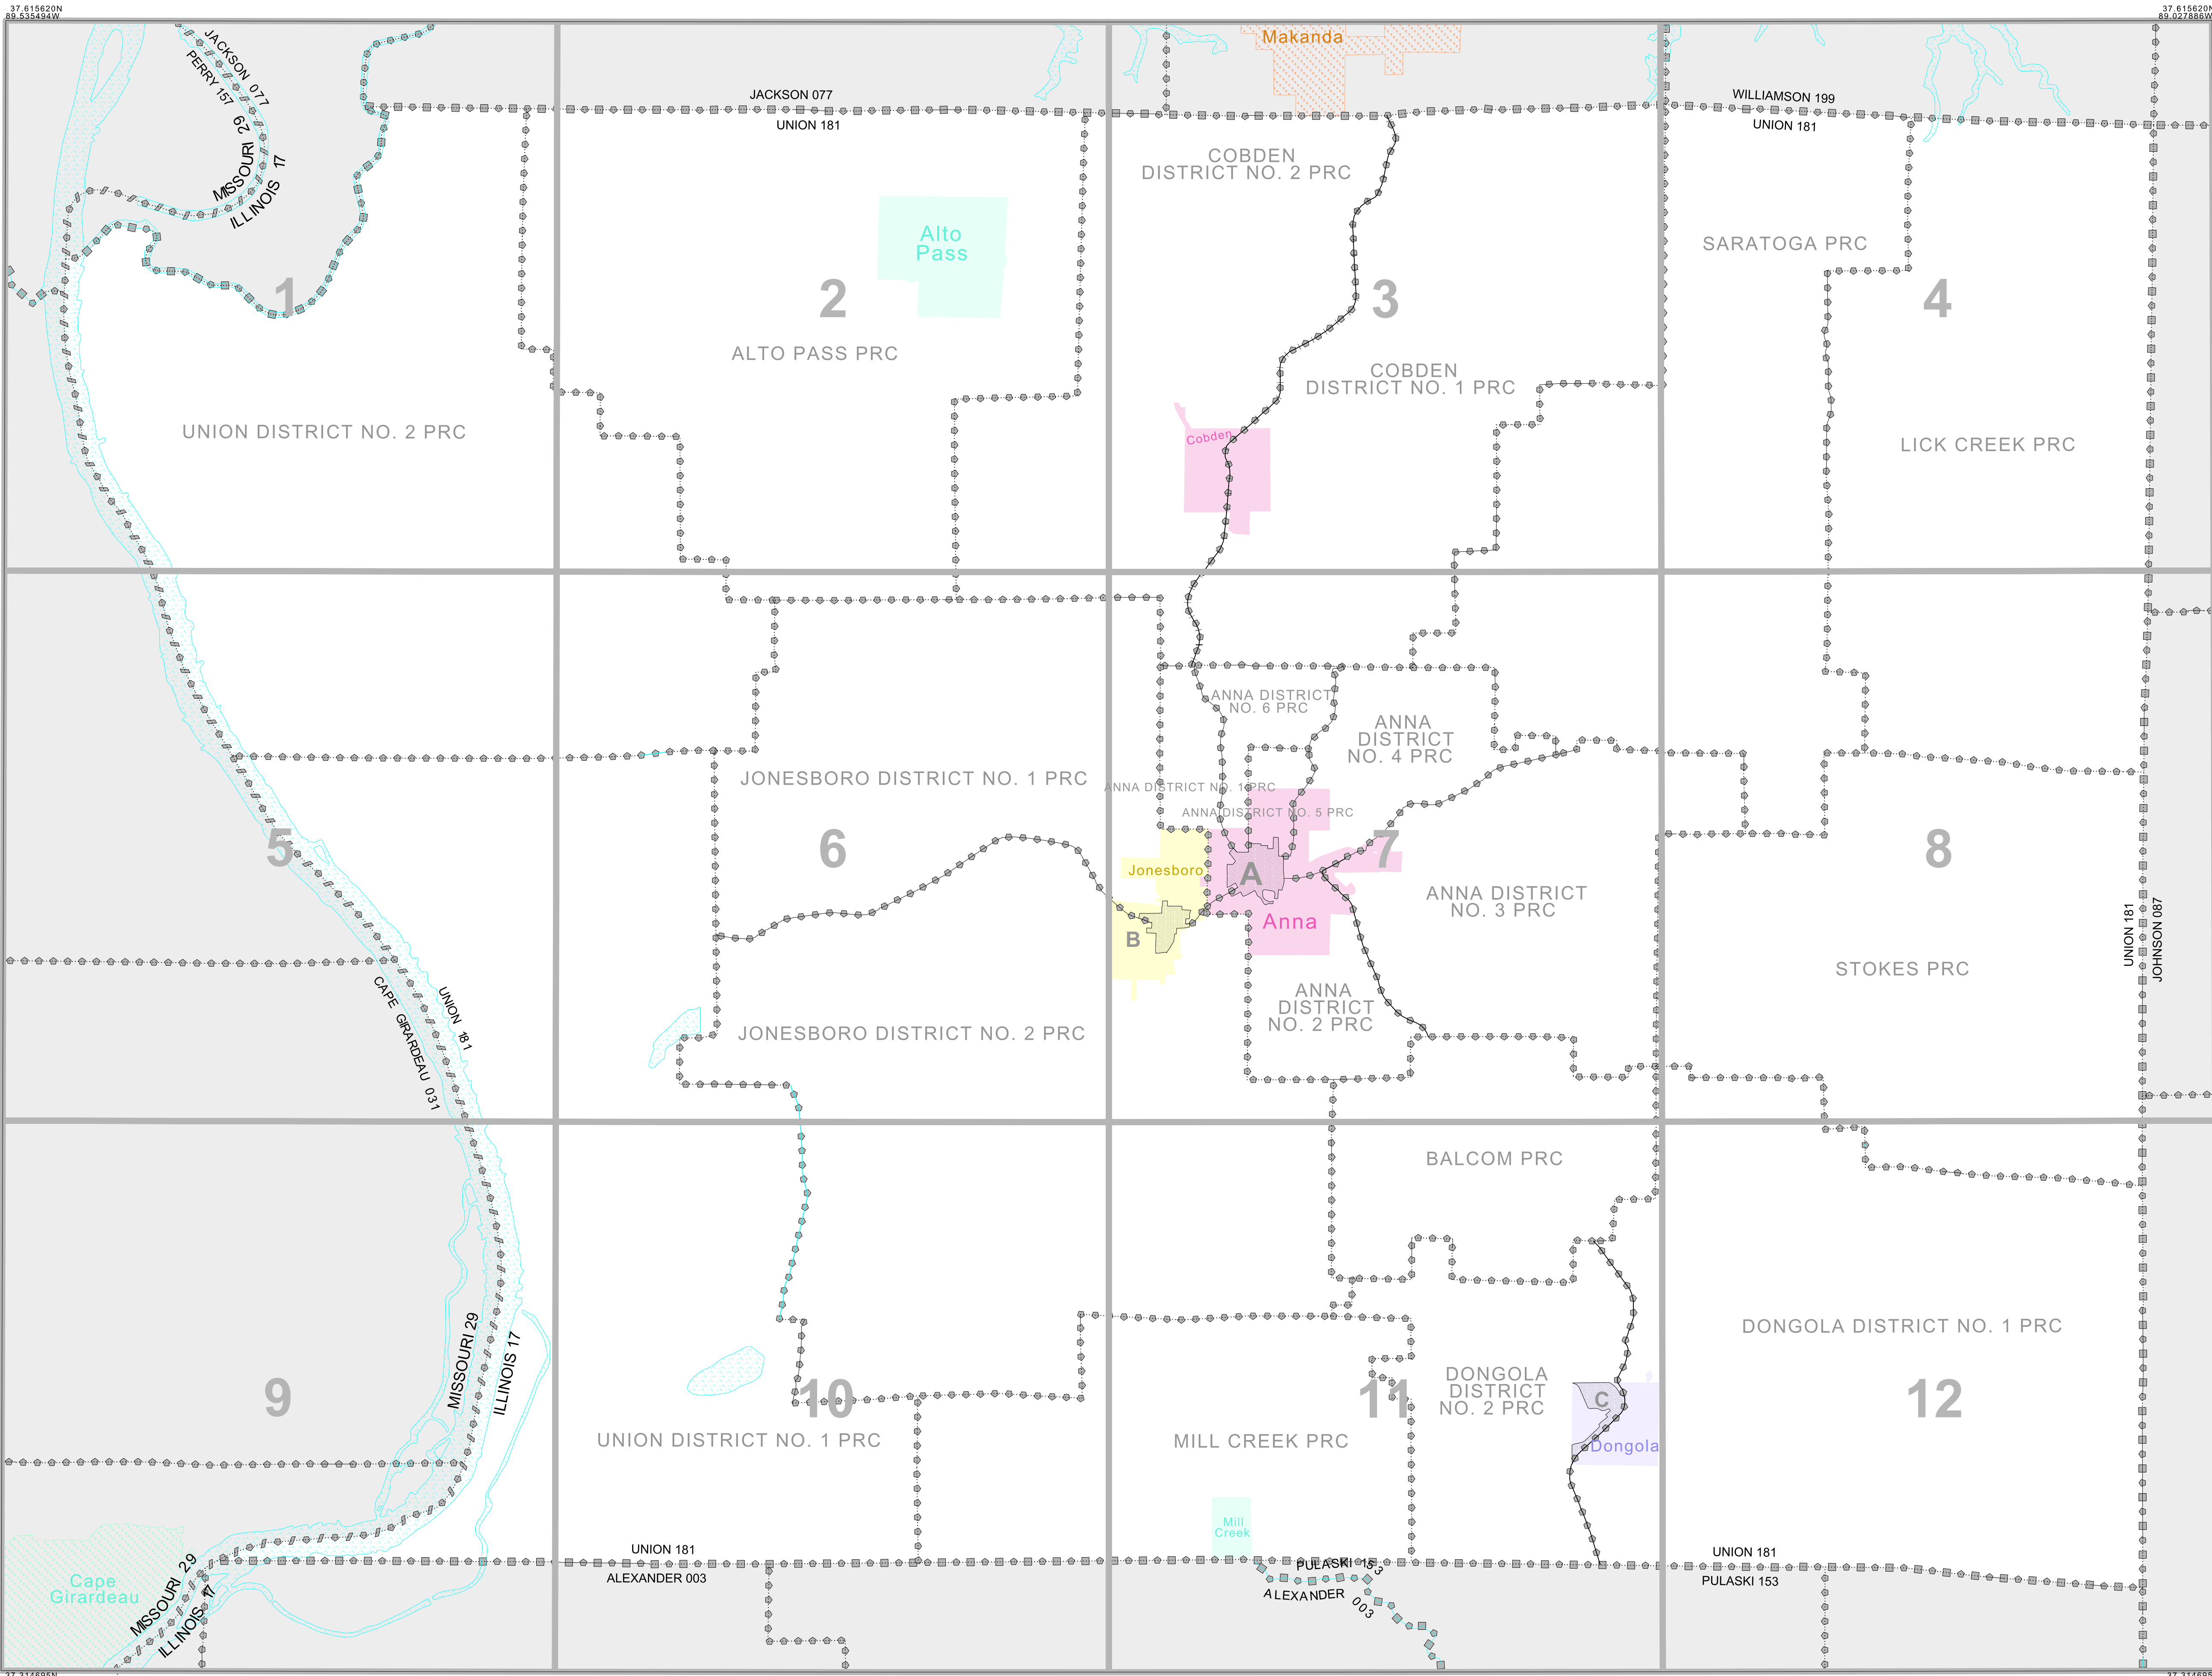 37.615620N
89.535494W
37.615620N
89.027886W
JACKSON 077
PERRY 157
MISSOURI 29
ILLINOIS 17
JACKSON 077
UNION 181
Makanda
WILLIAMSON 199
UNION 181
COBDEN
DISTRICT NO. 2 PRC
Alto
Pass
SARATOGA PRC
1
2
3
4
ALTO PASS PRC
COBDEN
DISTRICT NO. 1 PRC
UNION DISTRICT NO. 2 PRC
Cobden
LICK CREEK PRC
ANNA DISTRICT
NO. 6 PRC
ANNA
DISTRICT
NO. 4 PRC
JONESBORO DISTRICT NO. 1 PRC
ANNA DISTRICT NO. 1 PRC
ANNA DISTRICT NO. 5 PRC
5
6
7
8
Jonesboro
A
ANNA DISTRICT
NO. 3 PRC
Anna
B
UNION 181
JOHNSON 087
STOKES PRC
CAPE GIRARDEAU 031
UNION 181
ANNA
DISTRICT
NO. 2 PRC
JONESBORO DISTRICT NO. 2 PRC
BALCOM PRC
MISSOURI 29
ILLINOIS 17
DONGOLA DISTRICT NO. 1 PRC
9
10
11
12
DONGOLA
DISTRICT
NO. 2 PRC
C
UNION DISTRICT NO. 1 PRC
MILL CREEK PRC
Dongola
Mill
Creek
UNION 181
ALEXANDER 003
PULASKI 153
ALEXANDER 003
UNION 181
PULASKI 153
Cape
Girardeau
MISSOURI 29
ILLINOIS 17
37.314695N